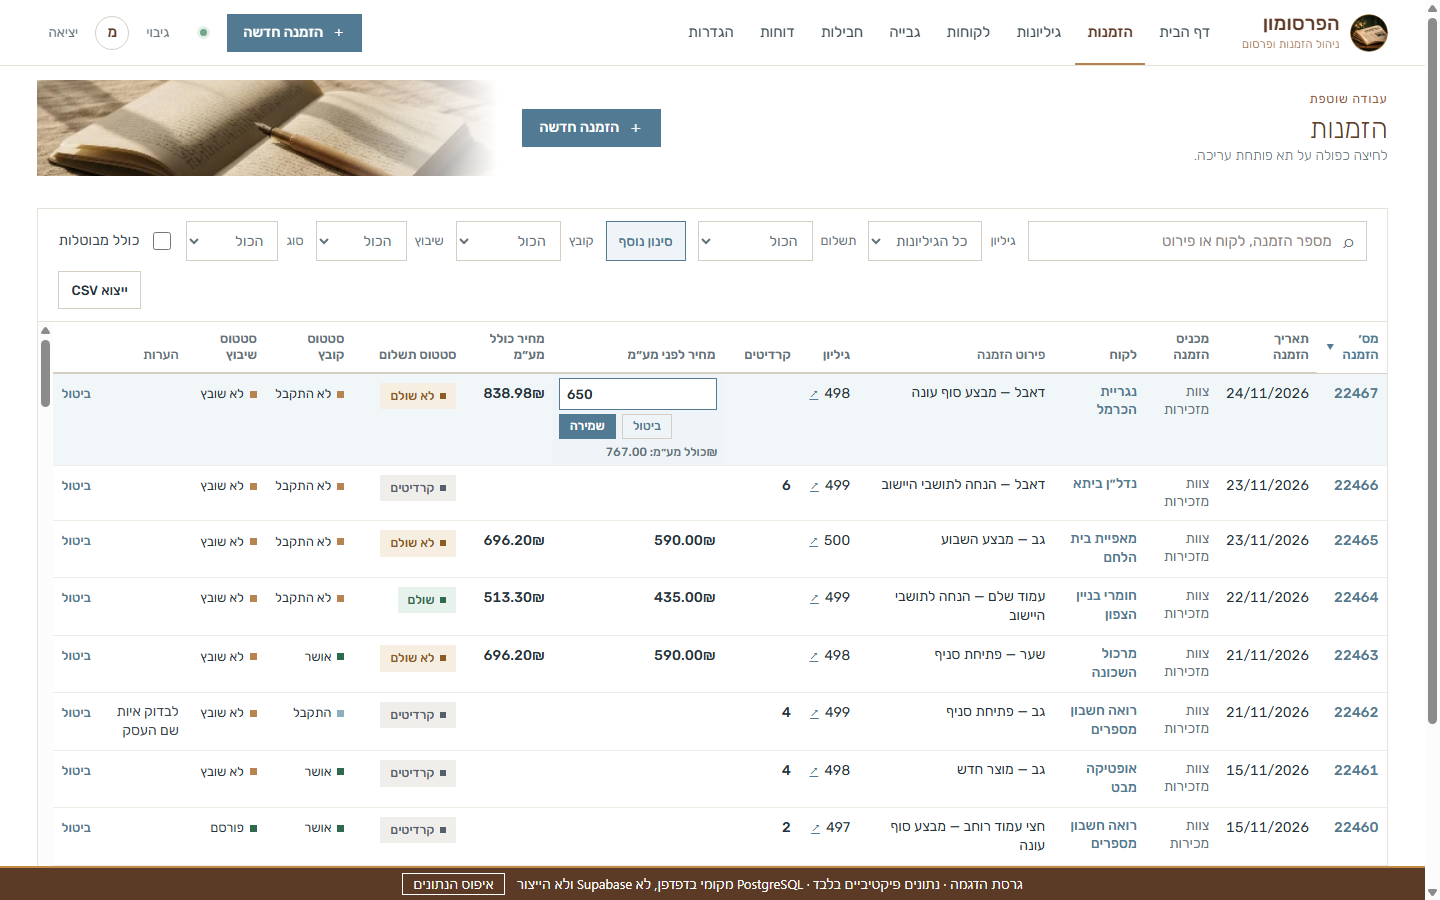 הפרסומון
ניהול הזמנות ופרסום
דף הבית
הזמנות
גיליונות
לקוחות
גבייה
חבילות
דוחות
הגדרות
+ הזמנה חדשה
גיבוי
מ
יציאה
עבודה שוטפת
הזמנות
לחיצה כפולה על תא פותחת עריכה.
+ הזמנה חדשה
מספר הזמנה, לקוח או פירוט
גיליון כל הגיליונות
תשלום הכול
סינון נוסף
קובץ הכול
שיבוץ הכול
סוג הכול
כולל מבוטלות
ייצוא CSV
מס׳ הזמנה ▼ תאריך הזמנה מכניס הזמנה לקוח פירוט הזמנה גיליון קרדיטים מחיר לפני מע״מ מחיר כולל מע״מ סטטוס תשלום סטטוס קובץ סטטוס שיבוץ הערות
22467 24/11/2026 צוות מזכירות נגריית הכרמל דאבל – מבצע סוף עונה 498 ↗ 650 ‏838.98₪ לא שולם לא התקבל לא שובץ ביטול
ביטול שמירה
כולל מע״מ: 767.00₪
22466 23/11/2026 צוות מזכירות נדל״ן ביתא דאבל – הנחה לתושבי היישוב 499 ↗ 6 קרדיטים לא התקבל לא שובץ ביטול
22465 23/11/2026 צוות מזכירות מאפיית בית הלחם גב – מבצע השבוע 500 ↗ 590.00₪ 696.20₪ לא שולם לא התקבל לא שובץ ביטול
22464 22/11/2026 צוות מזכירות חומרי בניין הצפון עמוד שלם – הנחה לתושבי היישוב 499 ↗ 435.00₪ 513.30₪ שולם לא התקבל לא שובץ ביטול
22463 21/11/2026 צוות מזכירות מרכול השכונה שער – פתיחת סניף 498 ↗ 590.00₪ 696.20₪ לא שולם אושר לא שובץ ביטול
22462 21/11/2026 צוות מזכירות רואה חשבון מספרים גב – פתיחת סניף 499 ↗ 4 קרדיטים התקבל לא שובץ לבדוק איות שם העסק ביטול
22461 15/11/2026 צוות מזכירות אופטיקה מבט גב – מוצר חדש 498 ↗ 4 קרדיטים אושר לא שובץ ביטול
22460 15/11/2026 צוות מכירות רואה חשבון מספרים חצי עמוד רוחב – מבצע סוף עונה 497 ↗ 2 קרדיטים אושר פורסם ביטול
גרסת הדגמה · נתונים פיקטיביים בלבד · PostgreSQL מקומי בדפדפן, לא Supabase ולא הייצור
איפוס הנתונים